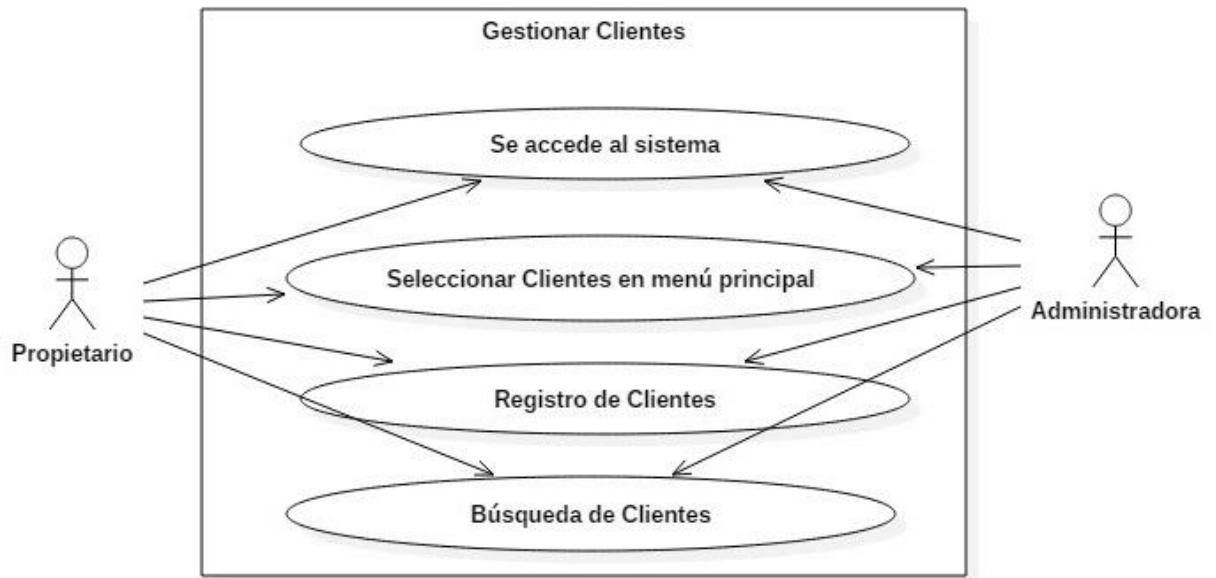 Gestionar Clientes
Se accede al sistema
Seleccionar Clientes en menú principal
Administradora
Propietario
Registro de Clientes
Búsqueda de Clientes